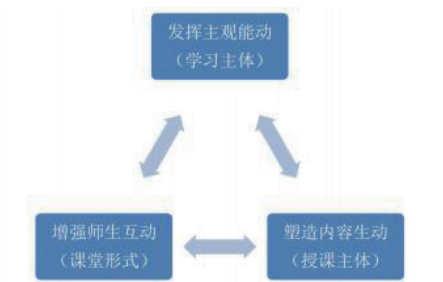 发挥主观能动
（学习主体）
增强师生互动
（课堂形式）
塑造内容生动
（授课主体）